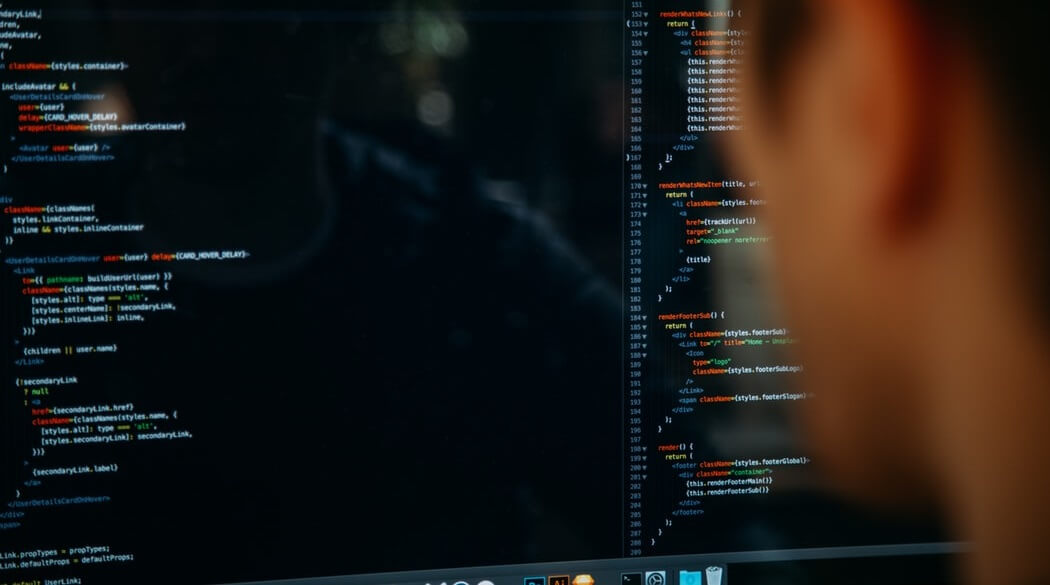 ndaryLink,
dren,
udeAvatar,
ne,
{
n className={styles.container}>
includeAvatar && (
<UserDetailsCardOnHover
user={user}
delay={CARD_HOVER_DELAY}
wrapperClassName={styles.avatarContainer}
>
<Avatar user={user} />
</UserDetailsCardOnHover>
)
div
className={classNames(
styles.linkContainer,
inline && styles.inlineContainer
)}
<UserDetailsCardOnHover user={user} delay={CARD_HOVER_DELAY}>
<Link
to={{ pathname: buildUserUrl(user) }}
className={classNames(styles.name, {
[styles.alt]: type === 'alt',
[styles.centerName]: !secondaryLink,
[styles.inlineLink]: inline,
})}
>
{children || user.name}
</Link>
{!secondaryLink
? null
: <a
href={secondaryLink.href}
className={classNames(styles.name, {
[styles.alt]: type === 'alt',
[styles.secondaryLink]: secondaryLink,
})}
>
{secondaryLink.label}
</a>
}
</UserDetailsCardOnHover>
</div>
span>
Link.propTypes = propTypes;
Link.defaultProps = defaultProps;
default UserLink;
151
152 renderWhatsNewLinks() {
153 return (
154 <div className={style
155 <h4 className={sty
156 <ul className={
157 {this.renderWha
158 {this.renderWha
159 {this.renderWha
160 {this.renderWha
161 {this.renderWha
162 {this.renderWha
163 {this.renderWha
164 {this.renderWhat
165 </ul>
166 </div>
167 );
168 }
169
170 renderWhatsNewItem(title, url
171 return (
172 <li className={styles.foote
173 <a
174 href={trackUrl(url)}
175 target="_blank"
176 rel="noopener noreferrer"
177 >
178 {title}
179 </a>
180 </li>
181 );
182 }
183
184 renderFooterSub() {
185 return (
186 <div className={styles.footerSub}>
187 <Link to="/" title="Home – Unspla
188 <Icon
189 type="logo"
190 className={styles.footerSubLogo}
191 />
192 </Link>
193 <span className={styles.footerSlogan}>
194 </div>
195 );
196 }
197
198 render() {
199 return (
200 <footer className={styles.footerGlobal}>
201 <div className="container">
202 {this.renderFooterMain()}
203 {this.renderFooterSub()}
204 </div>
205 </footer>
206 );
207 }
208 }
209
Ai